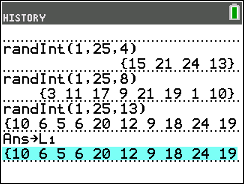 HISTORY
randInt(1,25,4)
{15 21 24 13}
randInt(1,25,8)
{3 11 17 9 21 19 1 10}
randInt(1,25,13)
{10 6 5 6 20 12 9 18 24 19
Ans→L₁
{10 6 5 6 20 12 9 18 24 19